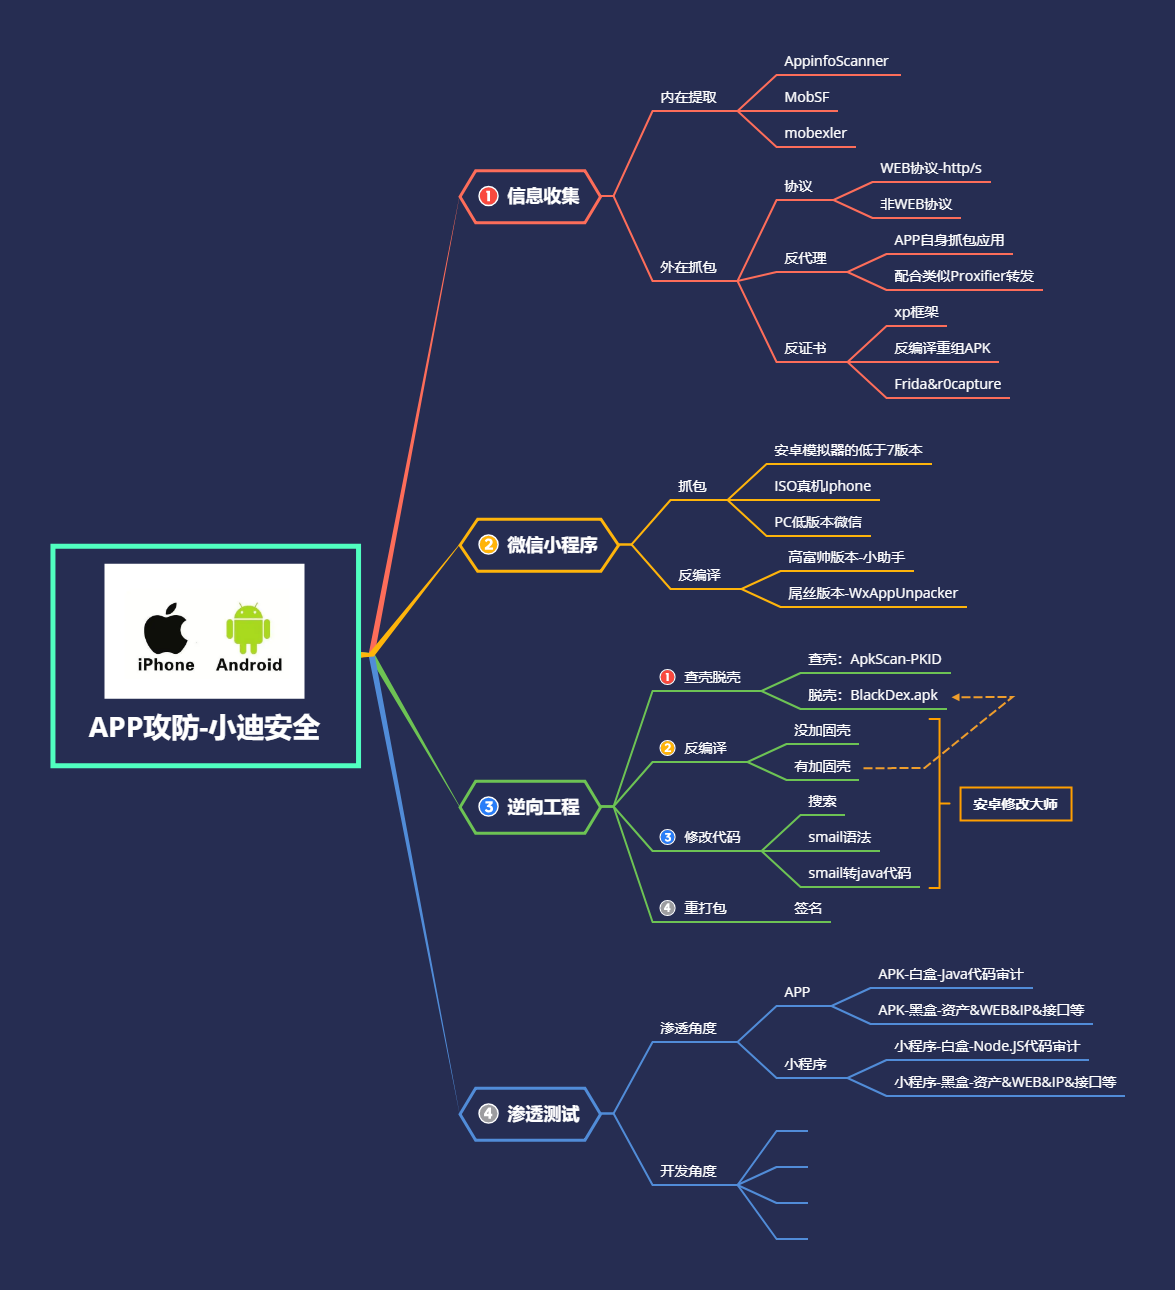 iPhone
Android
APP攻防-小迪安全
1 信息收集
内在提取
AppinfoScanner
MobSF
mobexler
外在抓包
协议
WEB协议-http/s
非WEB协议
反代理
APP自身抓包应用
配合类似Proxifier转发
反证书
xp框架
反编译重组APK
Frida&r0capture
2 微信小程序
抓包
安卓模拟器的低于7版本
ISO真机Iphone
PC低版本微信
反编译
高富帅版本-小助手
屌丝版本-WxAppUnpacker
3 逆向工程
1 查壳脱壳
查壳：ApkScan-PKID
脱壳：BlackDex.apk
2 反编译
没加固壳
有加固壳
3 修改代码
搜索
smail语法
smail转java代码
安卓修改大师
4 重打包
签名
4 渗透测试
渗透角度
APP
APK-白盒-Java代码审计
APK-黑盒-资产&WEB&IP&接口等
小程序
小程序-白盒-Node.JS代码审计
小程序-黑盒-资产&WEB&IP&接口等
开发角度